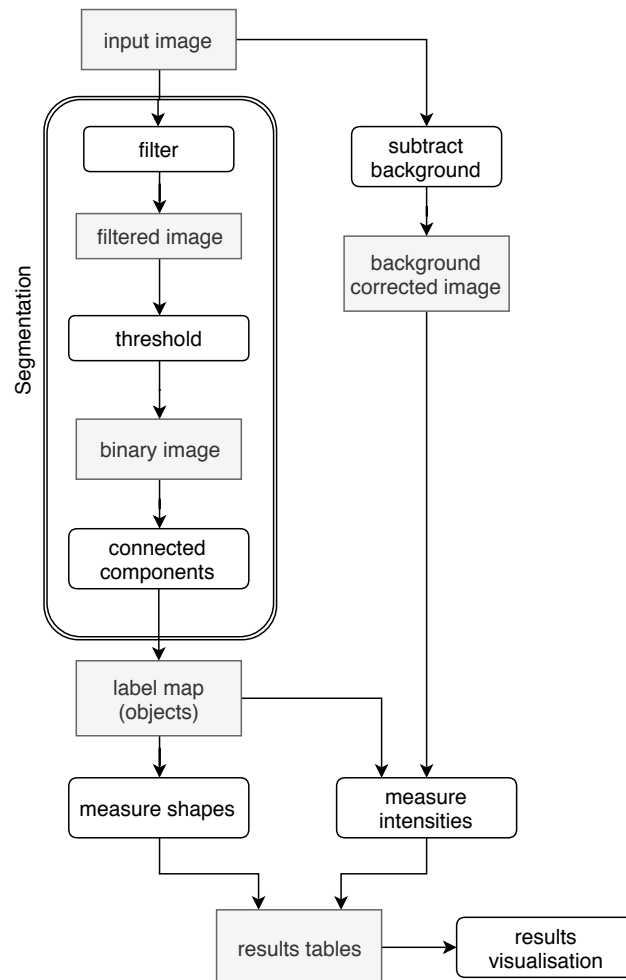 input image
filter
subtract
background
filtered image
background
corrected image
Segmentation
threshold
binary image
connected
components
label map
(objects)
measure shapes
measure
intensities
results tables
results
visualisation